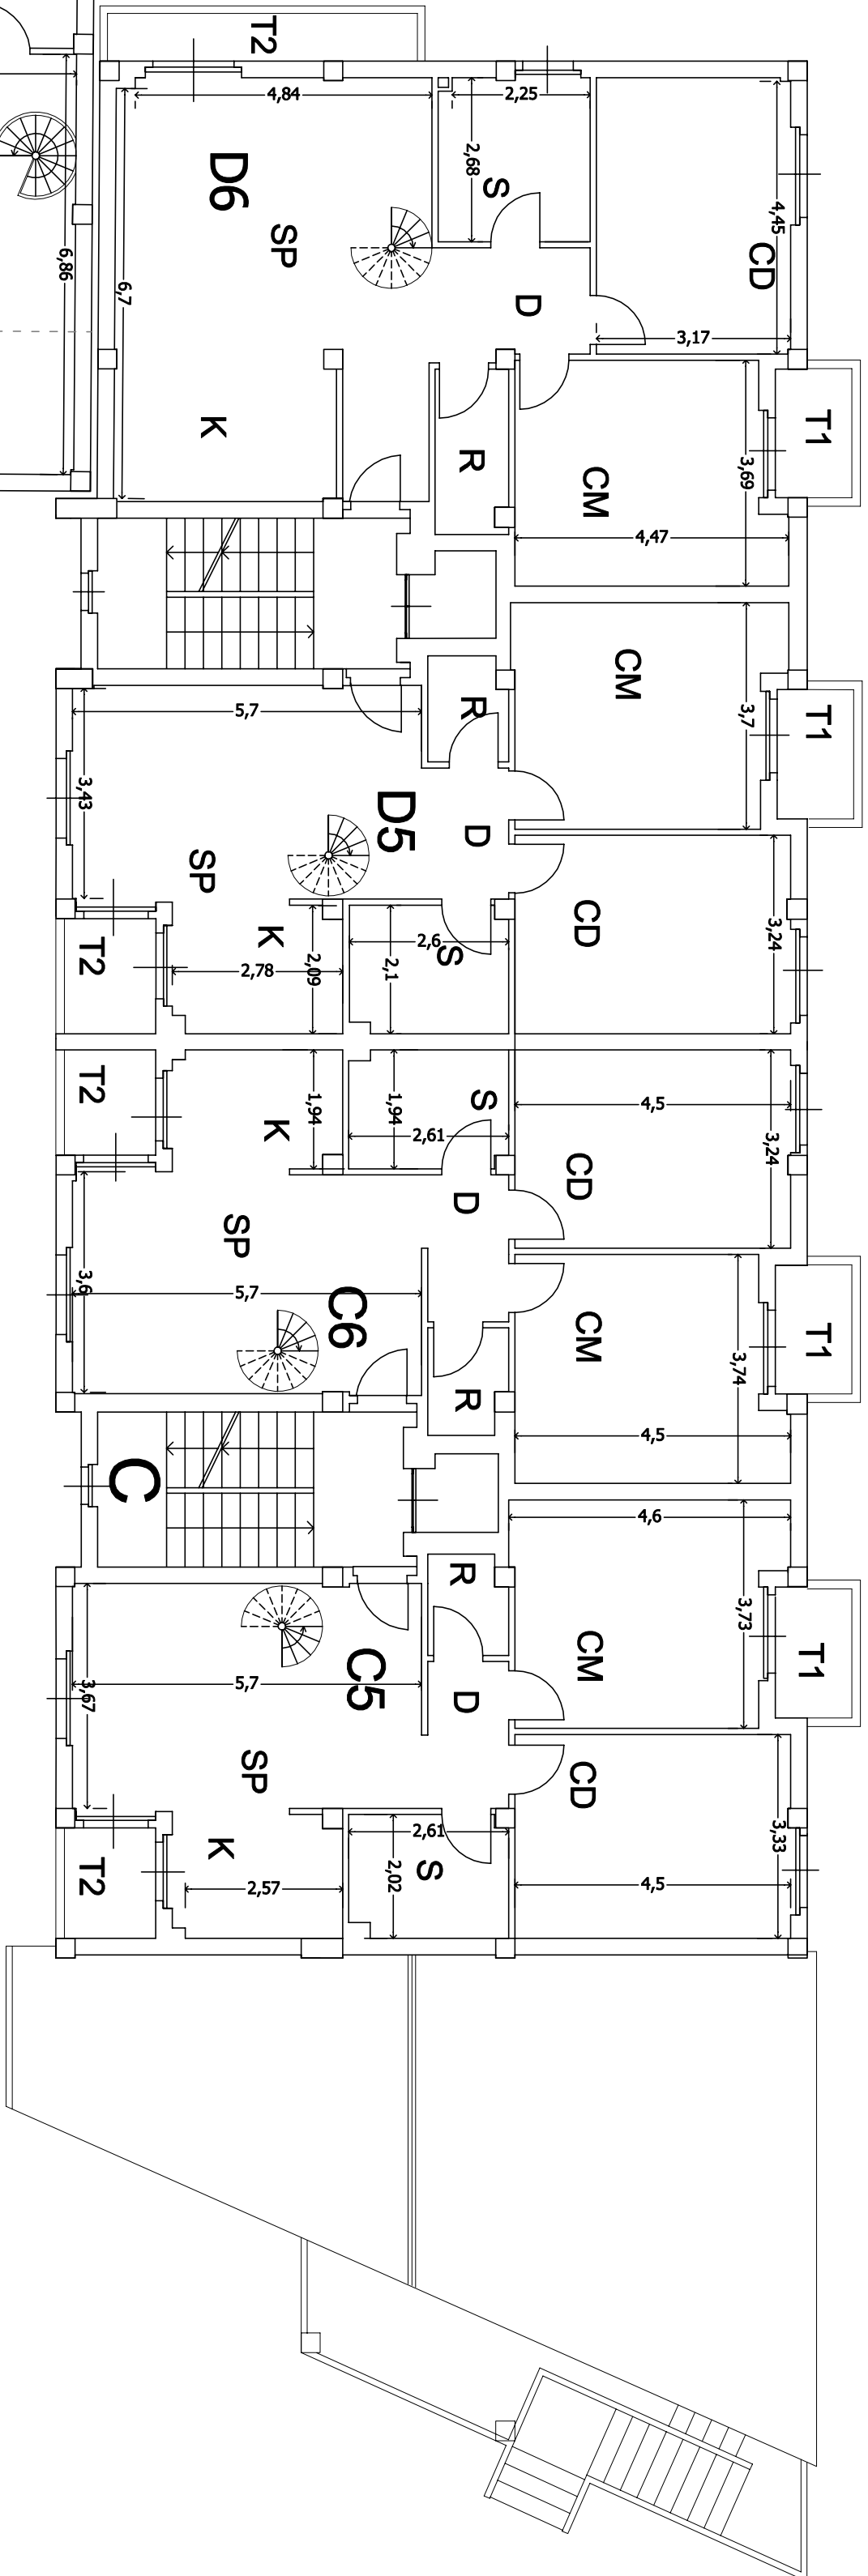 T2
4,84
2,25
D6
2,68
S
4,45
SP
CD
6,86
6,7
D
3,17
K
R
CM
T1
3,69
4,47
CM
R
T1
5,7
3,7
3,43
D5
D
SP
CD
3,24
K
2,6
S
T2
2,78
2,09
2,1
T2
1,94
1,94
S
4,5
K
2,61
3,24
CD
D
SP
3,6
5,7
C6
CM
T1
3,74
R
4,5
C
4,6
R
3,73
CM
T1
3,67
5,7
C5
D
SP
CD
K
2,61
3,33
T2
2,57
2,02
S
4,5